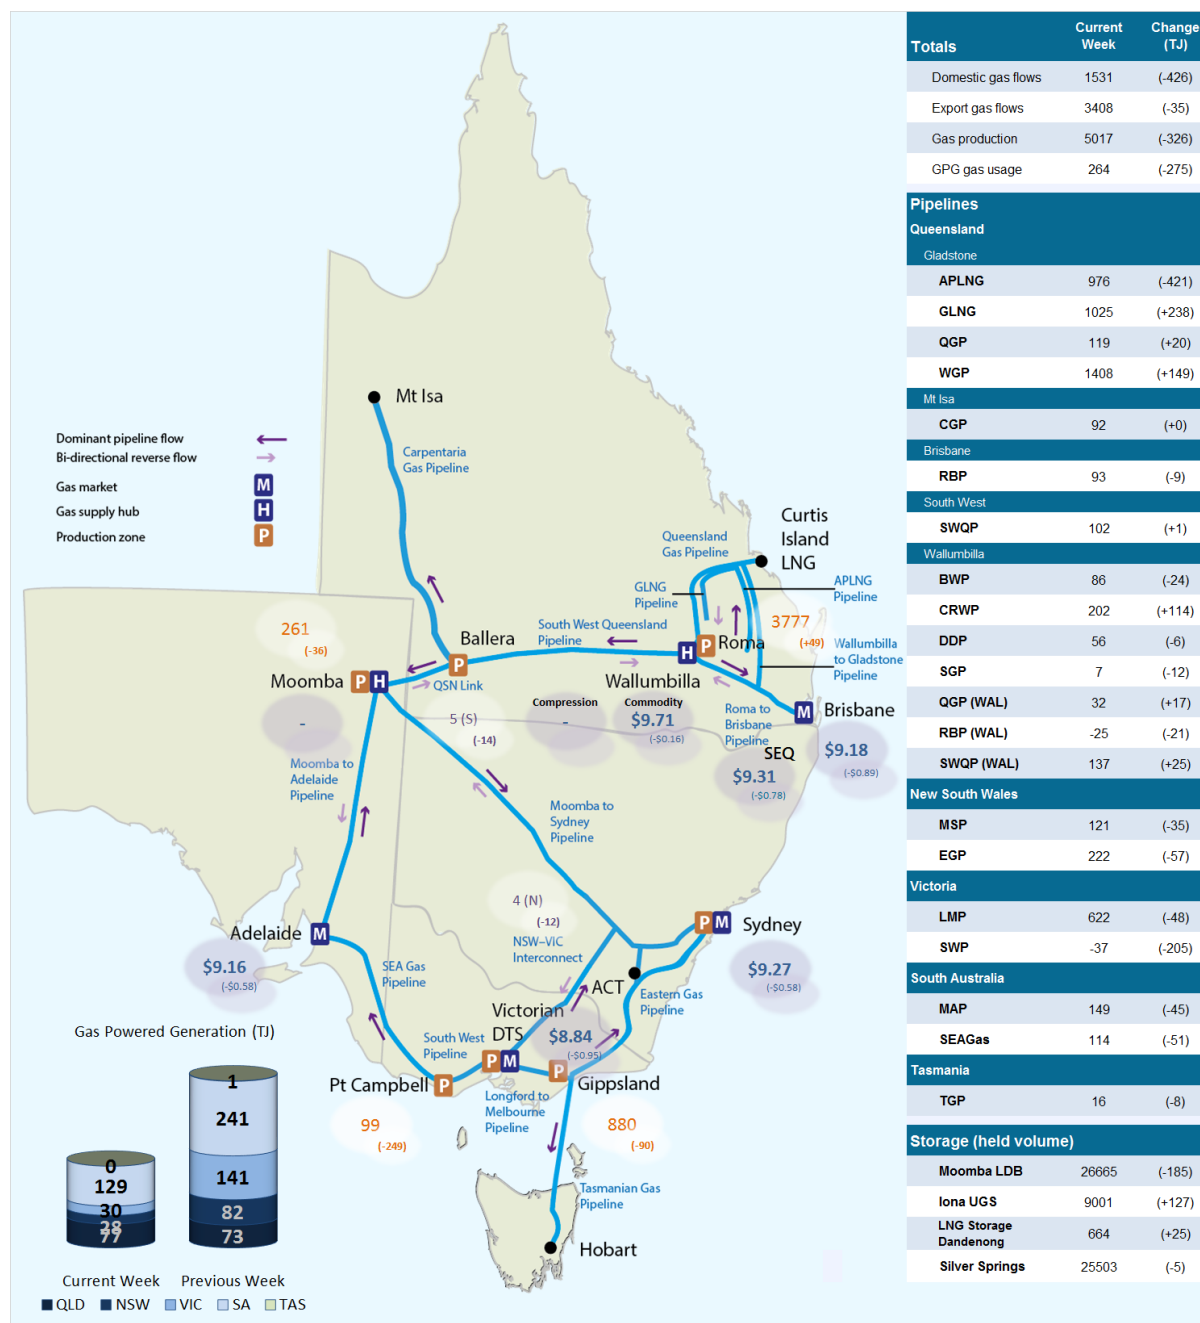 Totals Current Week Change (TJ)
Domestic gas flows 1531 (-426)
Export gas flows 3408 (-35)
Gas production 5017 (-326)
GPG gas usage 264 (-275)
Pipelines
Queensland
Gladstone
APLNG 976 (-421)
GLNG 1025 (+238)
QGP 119 (+20)
WGP 1408 (+149)
Mt Isa
CGP 92 (+0)
Brisbane
RBP 93 (-9)
South West
SWQP 102 (+1)
Wallumbilla
BWP 86 (-24)
CRWP 202 (+114)
DDP 56 (-6)
SGP 7 (-12)
QGP (WAL) 32 (+17)
RBP (WAL) -25 (-21)
SWQP (WAL) 137 (+25)
New South Wales
MSP 121 (-35)
EGP 222 (-57)
Victoria
LMP 622 (-48)
SWP -37 (-205)
South Australia
MAP 149 (-45)
SEAGas 114 (-51)
Tasmania
TGP 16 (-8)
Storage (held volume)
Moomba LDB 26665 (-185)
Iona UGS 9001 (+127)
LNG Storage
Dandenong 664 (+25)
Silver Springs 25503 (-5)
Mt Isa
Carpentaria
Gas Pipeline
Dominant pipeline flow
Bi-directional reverse flow
Gas market M
Gas supply hub H
Production zone P
Curtis
Island
LNG
Queensland
Gas Pipeline
GLNG
Pipeline
APLNG
Pipeline
3777
(+49)
Wallumbilla
to Gladstone
Pipeline
South West Queensland
Pipeline
H P Roma
Wallumbilla
Ballera
P
QSN Link
261
(-36)
Moomba P H
-
Compression
-
Commodity
$9.71
(-$0.16)
Roma to
Brisbane
Pipeline
M Brisbane
$9.18
(-$0.89)
SEQ
$9.31
(-$0.78)
5 (S)
(-14)
Moomba to
Adelaide
Pipeline
Moomba to
Sydney
Pipeline
4 (N)
(-12)
NSW–VIC
Interconnect
P M Sydney
$9.27
(-$0.58)
Adelaide M
$9.16
(-$0.58)
SEA Gas
Pipeline
ACT
Eastern Gas
Pipeline
Victorian
DTS
P M
$8.84
(-$0.95)
South West
Pipeline
Pt Campbell P
99
(-249)
P
Gippsland
880
(-90)
Longford to
Melbourne
Pipeline
Tasmanian Gas
Pipeline
Hobart
Gas Powered Generation (TJ)
0
129
30
28
77
1
241
141
82
73
Current Week Previous Week
QLD NSW VIC SA TAS